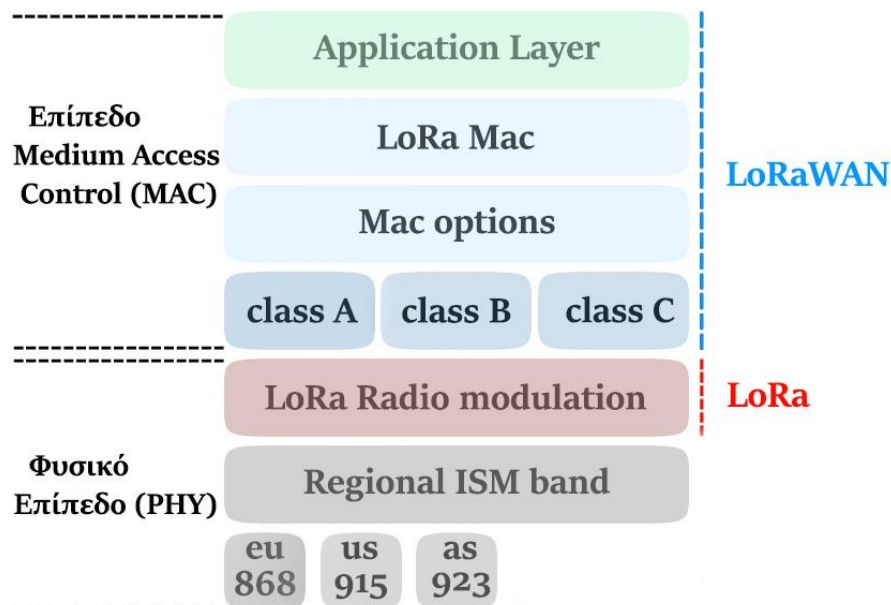 Application Layer
Επίπεδο
Medium Access
Control (MAC)
LoRa Mac
LoRaWAN
Mac options
class A class B class C
LoRa Radio modulation
LoRa
Φυσικό
Επίπεδο (PHY)
Regional ISM band
eu us as
868 915 923